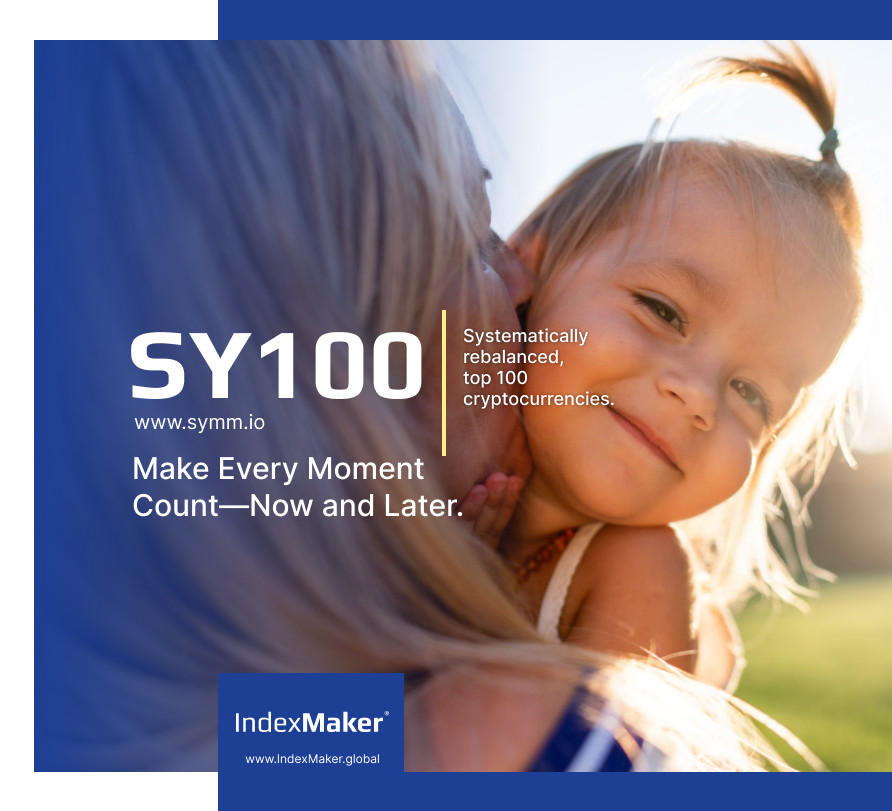 SY100
www.symm.io
Systematically
rebalanced,
top 100
cryptocurrencies.
Make Every Moment
Count—Now and Later.
IndexMaker®
www.IndexMaker.global